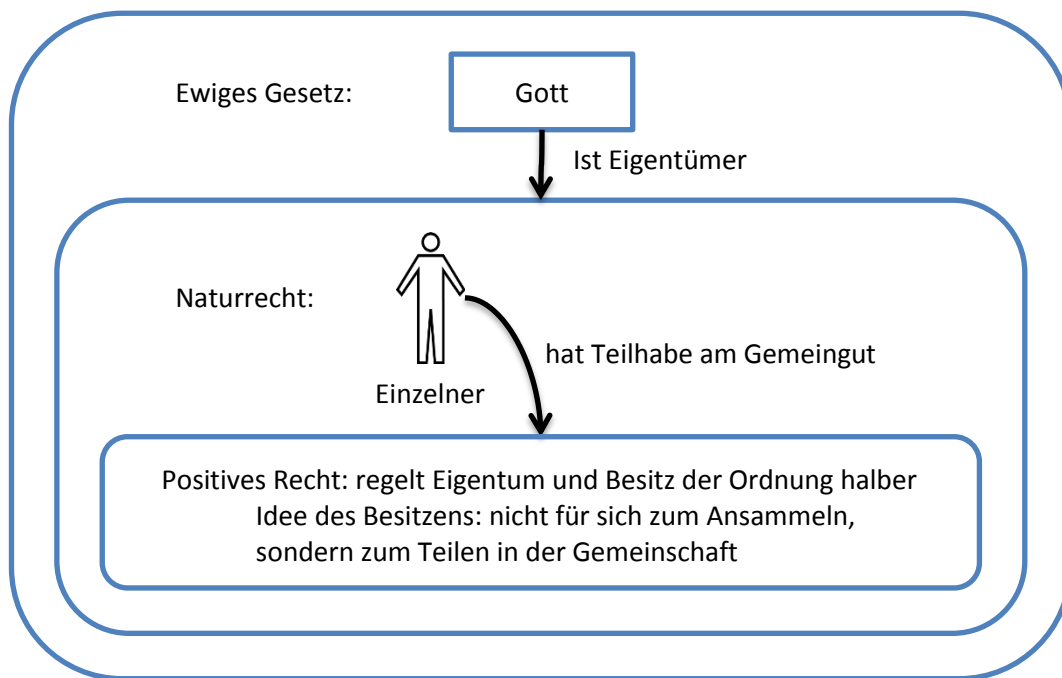 Ewiges Gesetz:
Gott
Ist Eigentümer
Naturrecht:
hat Teilhabe am Gemeingut
Einzelner
Positives Recht: regelt Eigentum und Besitz der Ordnung halber
Idee des Besitzens: nicht für sich zum Ansammeln,
sondern zum Teilen in der Gemeinschaft